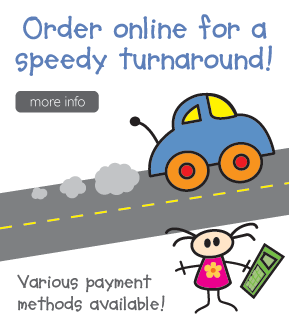 Order online for a
speedy turnaround!
more info
Various payment
methods available!